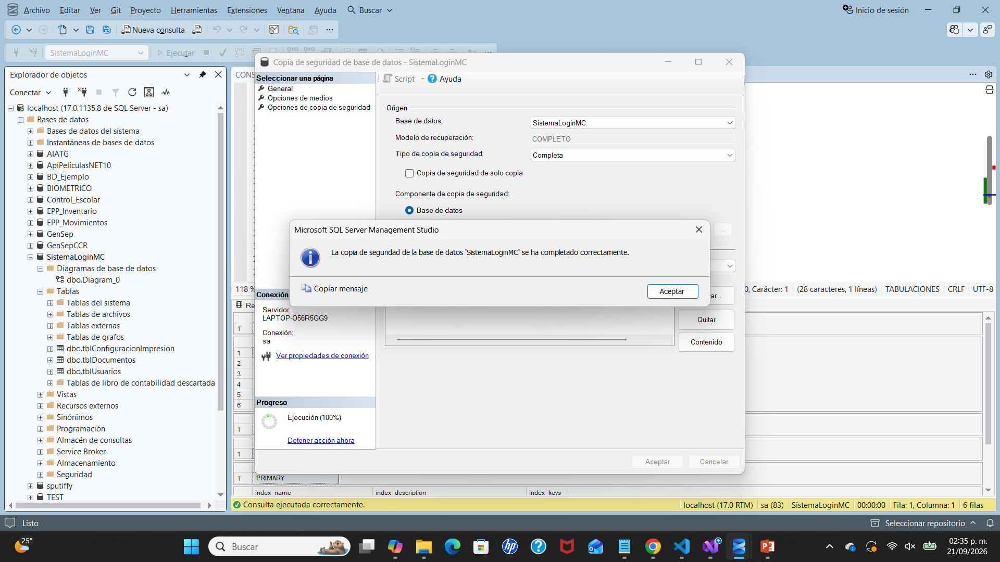 Archivo Editar Ver Git Proyecto Herramientas Extensiones Ventana Ayuda Buscar Inicio de sesión
Nueva consulta
SistemaLoginMC Ejecutar
Explorador de objetos
Conectar
localhost (17.0.1135.8 de SQL Server - sa)
Bases de datos
Bases de datos del sistema
Instantáneas de bases de datos
AIATG
ApiPeliculasNET10
BD_Ejemplo
BIOMETRICO
Control_Escolar
EPP_Inventario
EPP_Movimientos
GenSep
GenSepCCR
SistemaLoginMC
Diagramas de base de datos
dbo.Diagram_0
Tablas
Tablas del sistema
Tablas de archivos
Tablas externas
Tablas de grafos
dbo.tblConfiguracionImpresion
dbo.tblDocumentos
dbo.tblUsuarios
Tablas de libro de contabilidad descartada
Vistas
Recursos externos
Sinónimos
Programación
Almacén de consultas
Service Broker
Almacenamiento
Seguridad
sputiffy
TEST
CONS
Copia de seguridad de base de datos - SistemaLoginMC
Seleccionar una página
General
Opciones de medios
Opciones de copia de seguridad
Script Ayuda
Origen
Base de datos: SistemaLoginMC
Modelo de recuperación: COMPLETO
Tipo de copia de seguridad: Completa
Copia de seguridad de solo copia
Componente de copia de seguridad:
Base de datos
...
Microsoft SQL Server Management Studio
La copia de seguridad de la base de datos 'SistemaLoginMC' se ha completado correctamente.
Copiar mensaje Aceptar
ar...
Quitar
Contenido
Conexión
Servidor:
LAPTOP-O56R5GG9
Conexión:
sa
Ver propiedades de conexión
Progreso
Ejecución (100%)
Detener acción ahora
Aceptar Cancelar
118 % 0, Carácter: 1 (28 caracteres, 1 líneas) TABULACIONES CRLF UTF-8
Re
1
1
2
3
4
5
6
1
1
1 PRIMARY
index_name index_description index_keys
Consulta ejecutada correctamente. localhost (17.0 RTM) sa (83) SistemaLoginMC 00:00:00 Fila: 1, Columna: 1 6 filas
Listo Seleccionar repositorio
25° Buscar
02:35 p. m.
21/09/2026